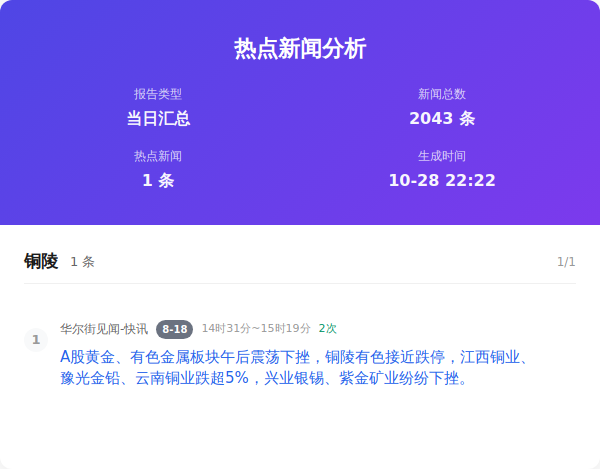 热点新闻分析
报告类型
新闻总数
当日汇总
2043 条
热点新闻
生成时间
1 条
10-28 22:22
铜陵 1 条 1/1
华尔街见闻-快讯 8-18 14时31分~15时19分 2次
1
A股黄金、有色金属板块午后震荡下挫，铜陵有色接近跌停，江西铜业、
豫光金铅、云南铜业跌超5%，兴业银锡、紫金矿业纷纷下挫。